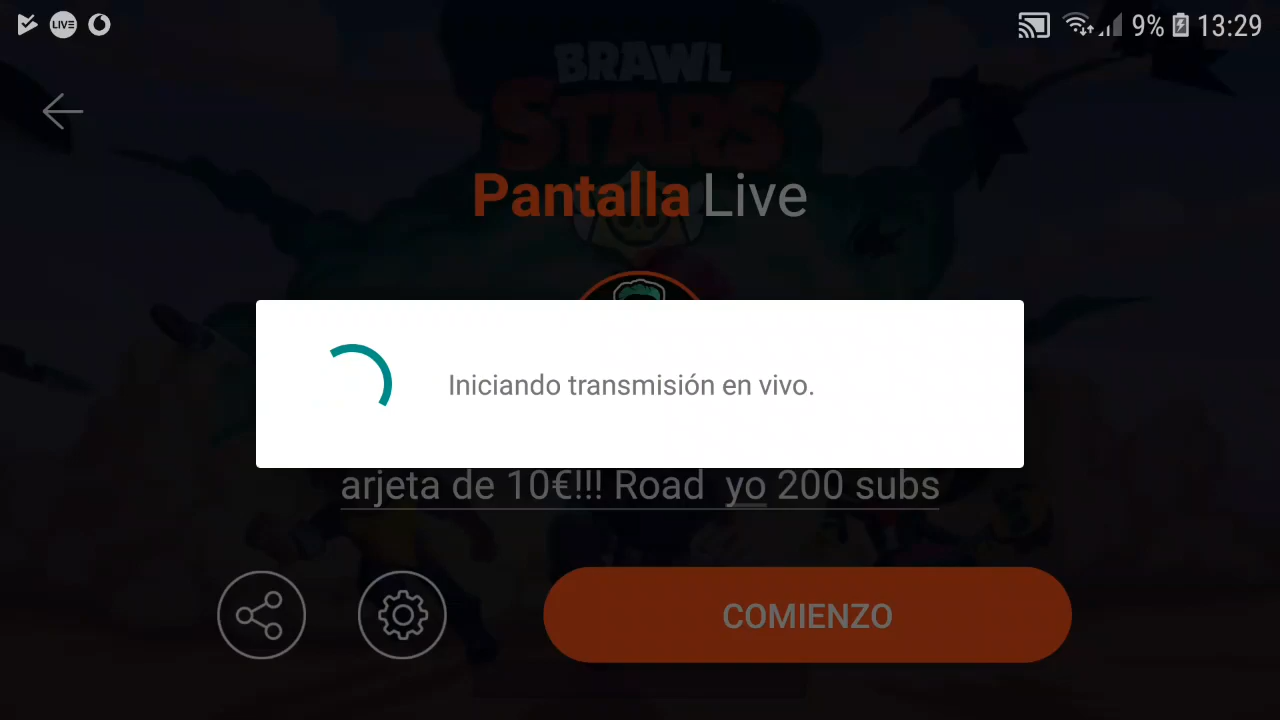 LIVE 9% 13:29
BRAWL
STARS
Pantalla Live
Iniciando transmisión en vivo.
arjeta de 10€!!! Road yo 200 subs
COMIENZO